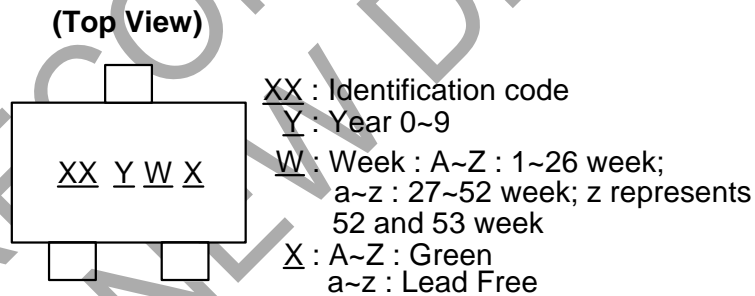 (Top View)
XX Y W X
XX : Identification code
Y : Year 0~9
W : Week : A~Z : 1~26 week;
a~z : 27~52 week; z represents
52 and 53 week
X : A~Z : Green
a~z : Lead Free